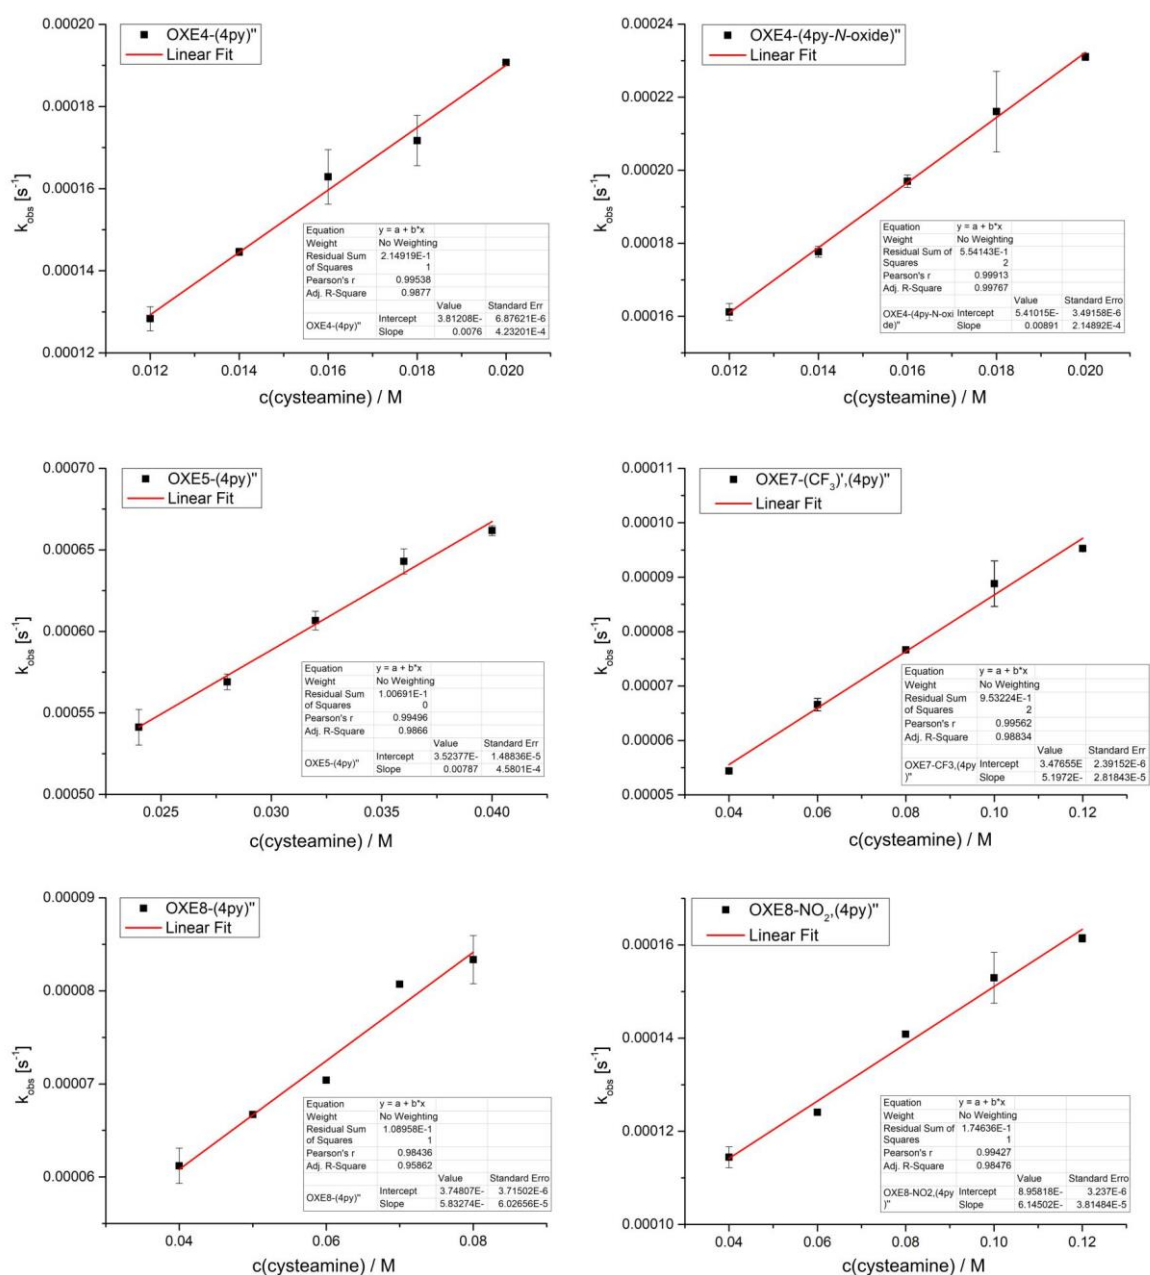 OXE4-(4py)"
Linear Fit
0.00020
0.00018
0.00016
0.00014
0.00012
k_obs [s^-1]
Equation y = a + b*x
Weight No Weighting
Residual Sum 2.14919E-1
of Squares 1
Pearson's r 0.99538
Adj. R-Square 0.9877
Value Standard Err
OXE4-(4py)" Intercept 3.81208E- 6.87621E-6
Slope 0.0076 4.23201E-4
0.012 0.014 0.016 0.018 0.020
c(cysteamine) / M
OXE4-(4py-N-oxide)"
Linear Fit
0.00024
0.00022
0.00020
0.00018
0.00016
k_obs [s^-1]
Equation y = a + b*x
Weight No Weighting
Residual Sum of 5.54143E-1
Squares 2
Pearson's r 0.99913
Adj. R-Square 0.99767
Value Standard Erro
OXE4-(4py-N-oxi Intercept 5.41015E- 3.49158E-6
de)" Slope 0.00891 2.14892E-4
0.012 0.014 0.016 0.018 0.020
c(cysteamine) / M
OXE5-(4py)"
Linear Fit
0.00070
0.00065
0.00060
0.00055
0.00050
k_obs [s^-1]
Equation y = a + b*x
Weight No Weighting
Residual Sum 1.00691E-1
of Squares 0
Pearson's r 0.99496
Adj. R-Square 0.9866
Value Standard Err
OXE5-(4py)" Intercept 3.52377E- 1.48836E-5
Slope 0.00787 4.5801E-4
0.025 0.030 0.035 0.040
c(cysteamine) / M
OXE7-(CF3)',(4py)"
Linear Fit
0.00011
0.00010
0.00009
0.00008
0.00007
0.00006
0.00005
k_obs [s^-1]
Equation y = a + b*x
Weight No Weighting
Residual Sum 9.53224E-1
of Squares 2
Pearson's r 0.99562
Adj. R-Square 0.98834
Value Standard Err
OXE7-CF3,(4py Intercept 3.47655E 2.39152E-6
)" Slope 5.1972E- 2.81843E-5
0.04 0.06 0.08 0.10 0.12
c(cysteamine) / M
OXE8-(4py)"
Linear Fit
0.00009
0.00008
0.00007
0.00006
k_obs [s^-1]
Equation y = a + b*x
Weight No Weighting
Residual Sum 1.08958E-1
of Squares 1
Pearson's r 0.98436
Adj. R-Square 0.95862
Value Standard Err
OXE8-(4py)" Intercept 3.74807E- 3.71502E-6
Slope 5.83274E- 6.02656E-5
0.04 0.05 0.06 0.07 0.08
c(cysteamine) / M
OXE8-NO2,(4py)"
Linear Fit
0.00016
0.00014
0.00012
0.00010
k_obs [s^-1]
Equation y = a + b*x
Weight No Weighting
Residual Sum of 1.74636E-1
Squares 1
Pearson's r 0.99427
Adj. R-Square 0.98476
Value Standard Erro
OXE8-NO2,(4py Intercept 8.95818E- 3.237E-6
)" Slope 6.14502E- 3.81484E-5
0.04 0.06 0.08 0.10 0.12
c(cysteamine) / M